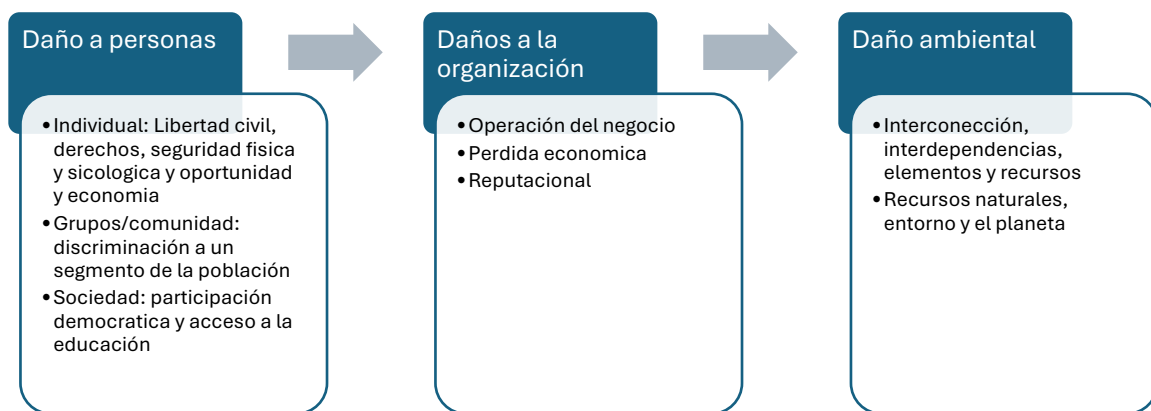 Daño a personas
•Individual: Libertad civil,
derechos, seguridad fisica
y sicologica y oportunidad
y economia
•Grupos/comunidad:
discriminación a un
segmento de la población
•Sociedad: participación
democratica y acceso a la
educación
Daños a la
organización
•Operación del negocio
•Perdida economica
•Reputacional
Daño ambiental
•Interconección,
interdependencias,
elementos y recursos
•Recursos naturales,
entorno y el planeta